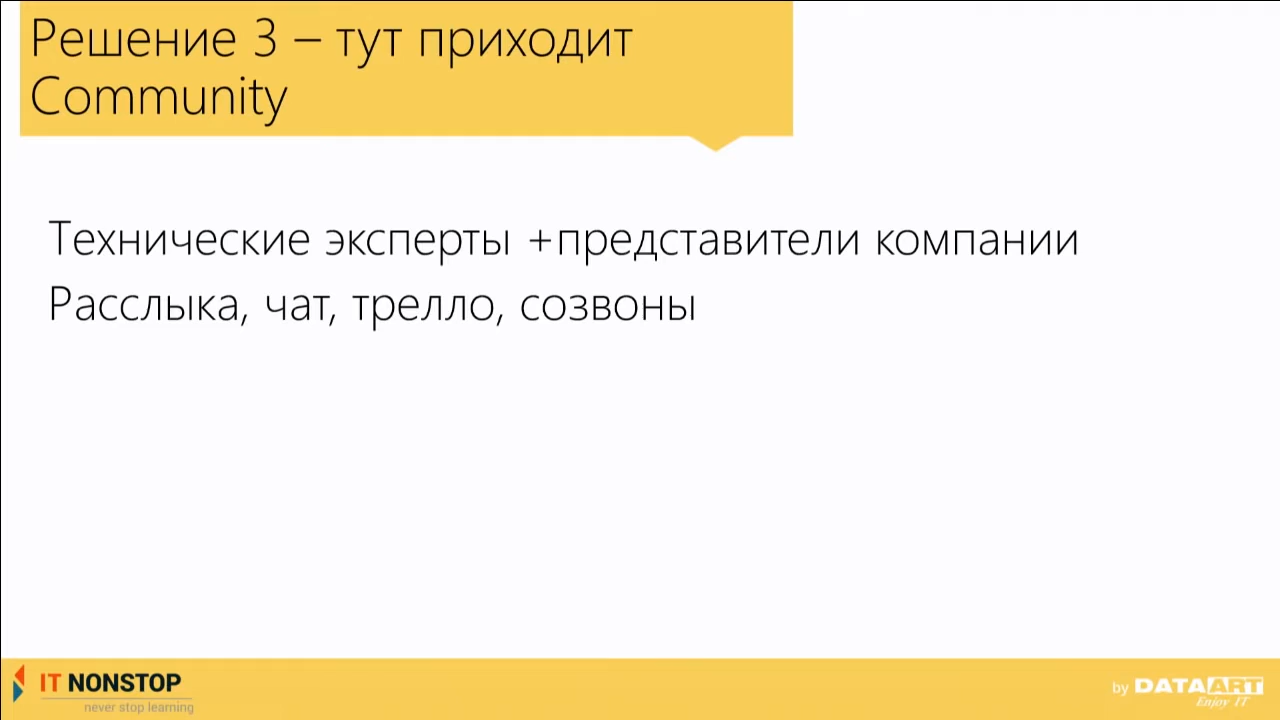 Решение 3 – тут приходит
Community
Технические эксперты +представители компании
Расслыка, чат, трелло, созвоны
IT NONSTOP
never stop learning
by DATAART
Enjoy IT